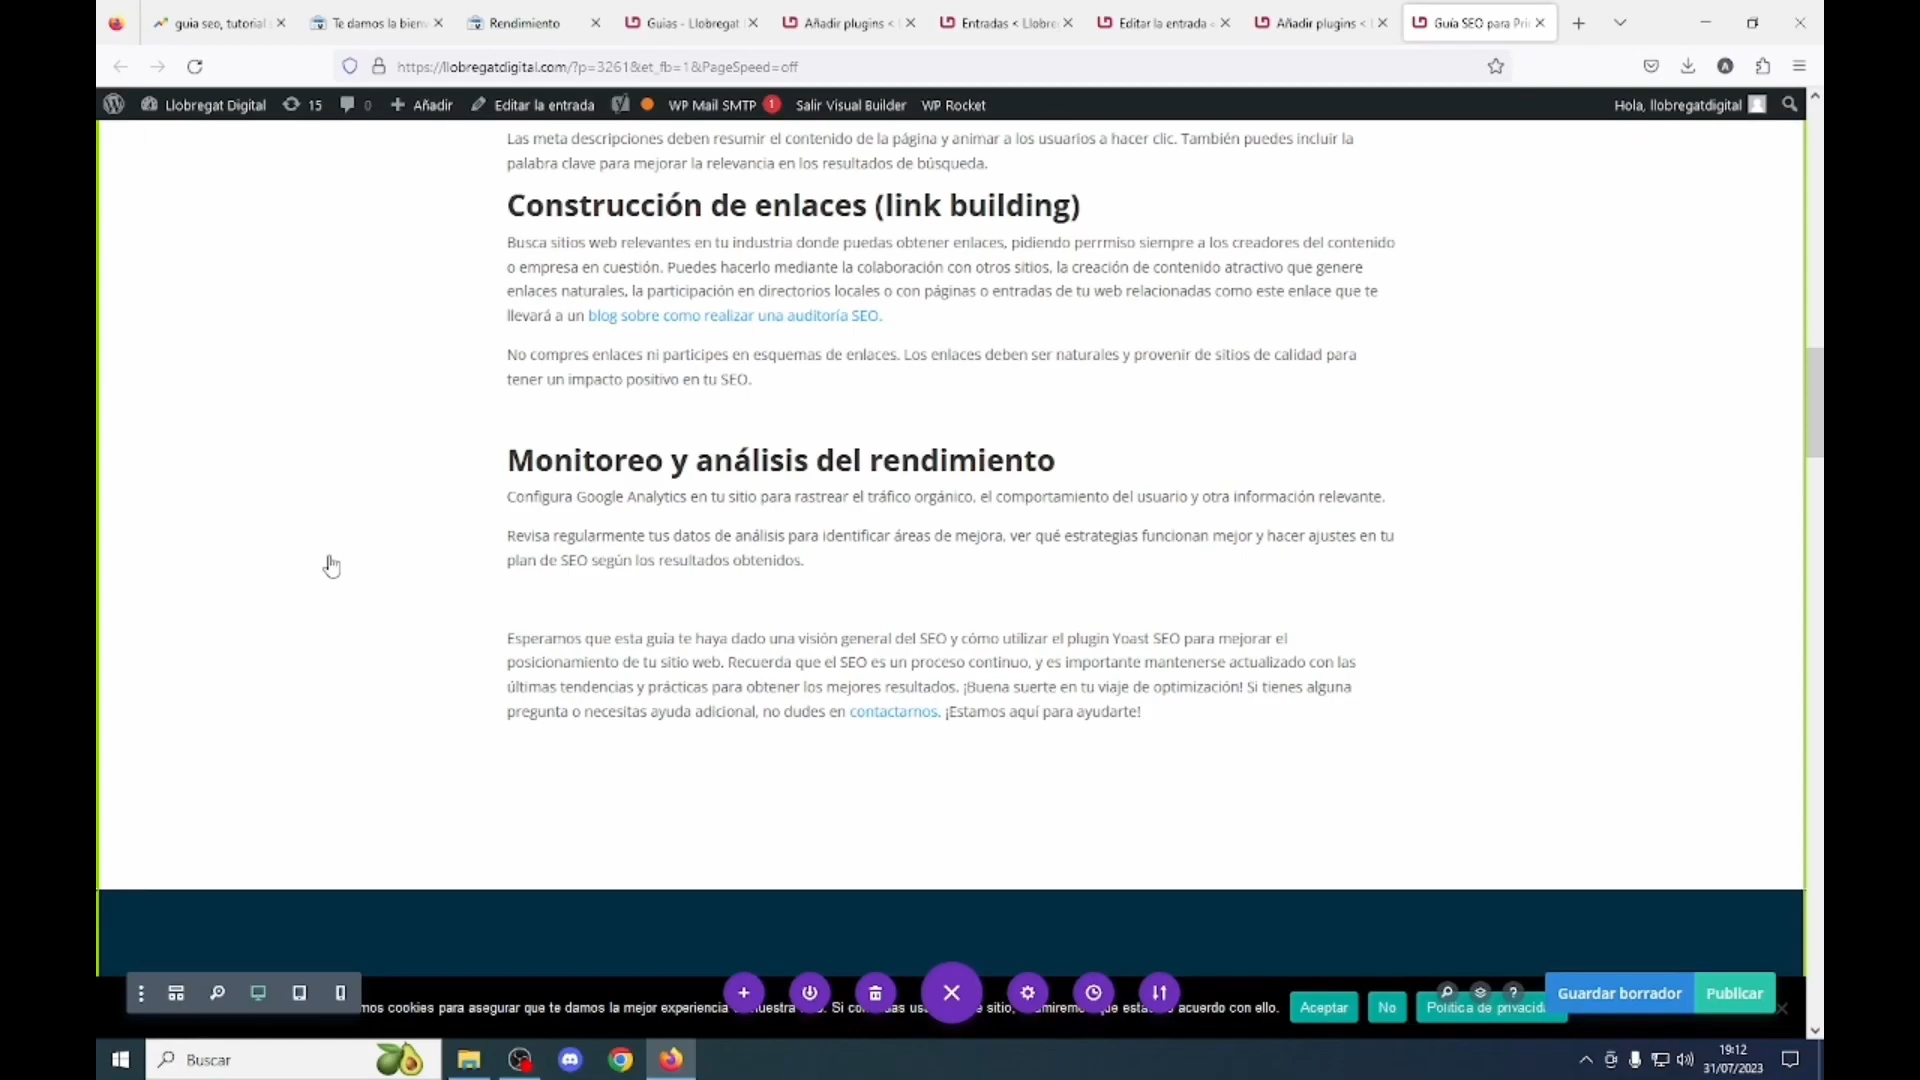 guia seo, tutorial
Te damos la bien
Rendimiento
Guias - Llobregat
Añadir plugins <
Entradas < Llobre
Editar la entrada
Añadir plugins <
Guía SEO para Pri
https://llobregatdigital.com/?p=3261&et_fb=1&PageSpeed=off
Llobregat Digital 15 0 Añadir Editar la entrada WP Mail SMTP 1 Salir Visual Builder WP Rocket Hola, llobregatdigital
Las meta descripciones deben resumir el contenido de la página y animar a los usuarios a hacer clic. También puedes incluir la
palabra clave para mejorar la relevancia en los resultados de búsqueda.
Construcción de enlaces (link building)
Busca sitios web relevantes en tu industria donde puedas obtener enlaces, pidiendo perrmiso siempre a los creadores del contenido
o empresa en cuestión. Puedes hacerlo mediante la colaboración con otros sitios, la creación de contenido atractivo que genere
enlaces naturales, la participación en directorios locales o con páginas o entradas de tu web relacionadas como este enlace que te
llevará a un blog sobre como realizar una auditoría SEO.
No compres enlaces ni participes en esquemas de enlaces. Los enlaces deben ser naturales y provenir de sitios de calidad para
tener un impacto positivo en tu SEO.
Monitoreo y análisis del rendimiento
Configura Google Analytics en tu sitio para rastrear el tráfico orgánico, el comportamiento del usuario y otra información relevante.
Revisa regularmente tus datos de análisis para identificar áreas de mejora, ver qué estrategias funcionan mejor y hacer ajustes en tu
plan de SEO según los resultados obtenidos.
Esperamos que esta guía te haya dado una visión general del SEO y cómo utilizar el plugin Yoast SEO para mejorar el
posicionamiento de tu sitio web. Recuerda que el SEO es un proceso continuo, y es importante mantenerse actualizado con las
últimas tendencias y prácticas para obtener los mejores resultados. ¡Buena suerte en tu viaje de optimización! Si tienes alguna
pregunta o necesitas ayuda adicional, no dudes en contactarnos. ¡Estamos aquí para ayudarte!
Guardar borrador Publicar
mos cookies para asegurar que te damos la mejor experiencia sitio, acuerdo con ello. Aceptar No Política de privacid
Buscar
19:12
31/07/2023